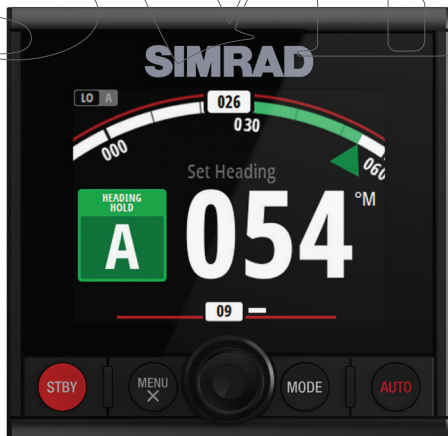 SIMRAD
LO A
026
000
030
060
Set Heading
HEADING
HOLD
A
054
°M
09
STBY
MENU
X
MODE
AUTO